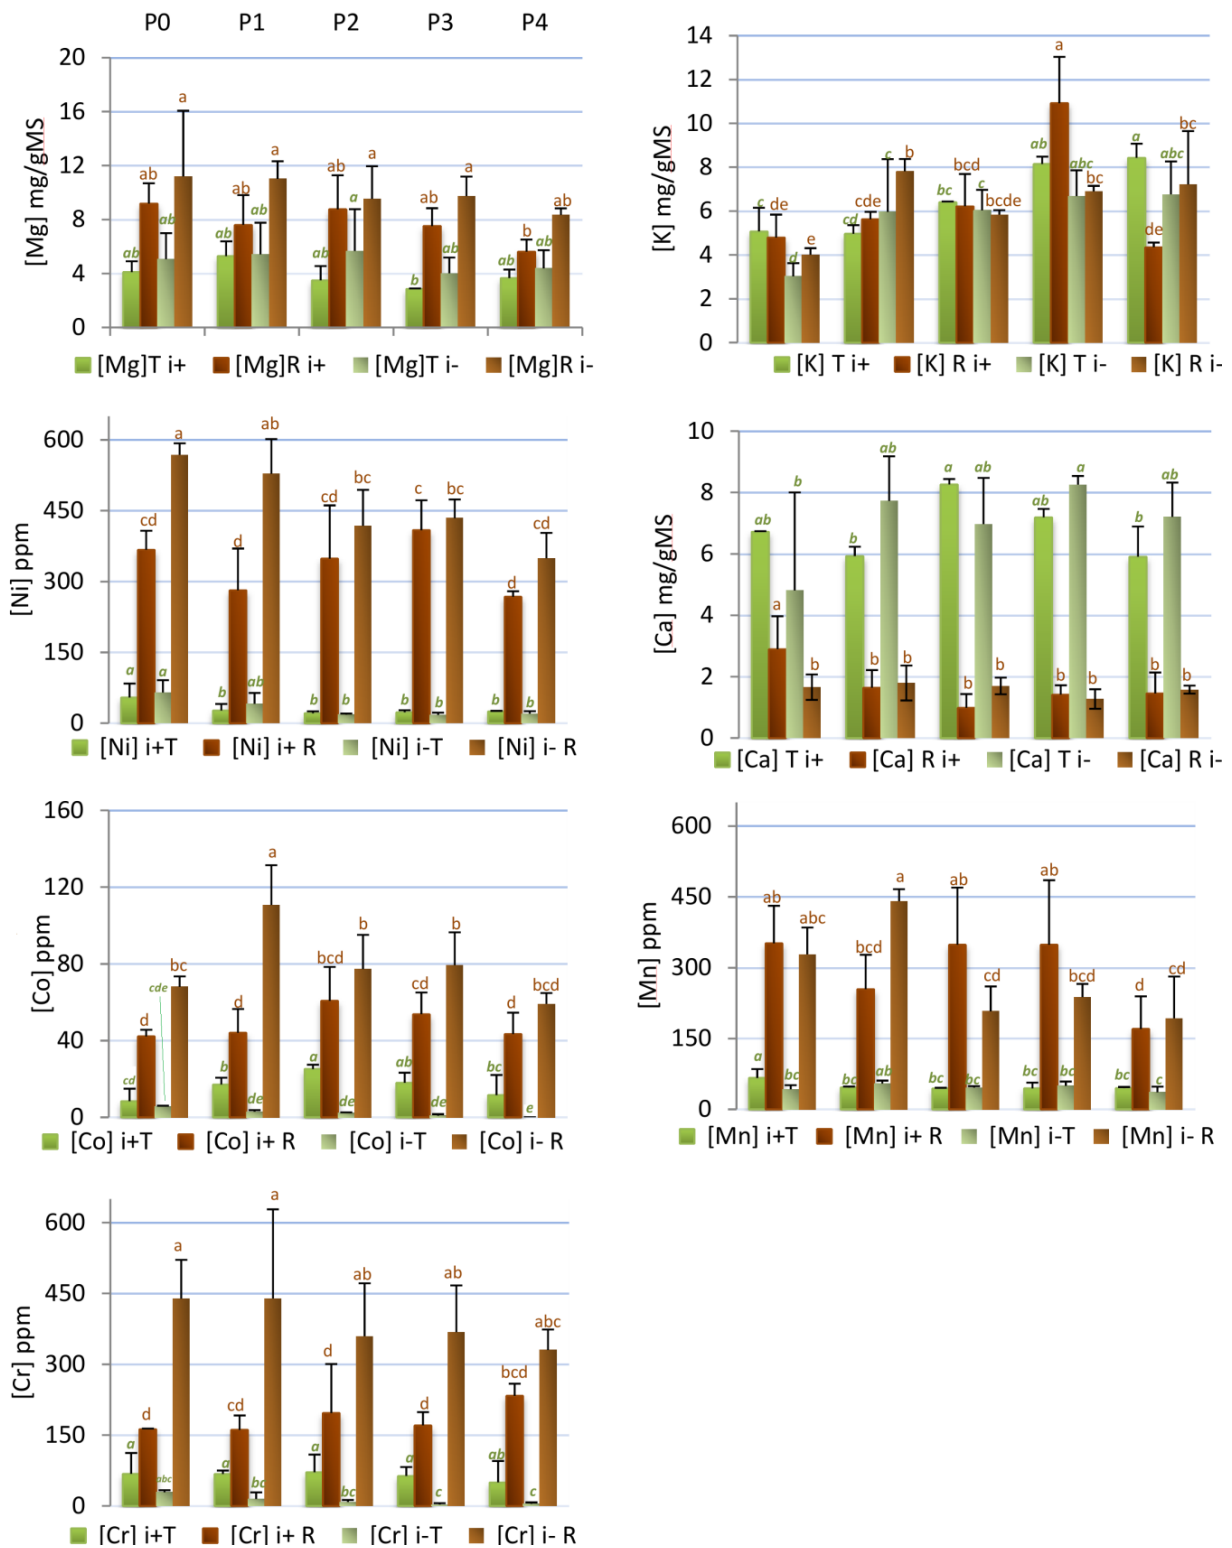 P0 P1 P2 P3 P4
[Mg] mg/gMS
20
16
12
8
4
0
ab ab ab a
ab ab ab a
ab ab a a
b ab ab a
ab b ab ab
[Mg]T i+ [Mg]R i+ [Mg]T i- [Mg]R i-
[K] mg/gMS
14
12
10
8
6
4
2
0
c de d e
cd cde c b
bc bcd c bcde
ab a abc bc
a de abc bc
[K] T i+ [K] R i+ [K] T i- [K] R i-
[Ni] ppm
600
450
300
150
0
a cd a a
b d ab ab
b cd b bc
b c b bc
b d b cd
[Ni] i+T [Ni] i+ R [Ni] i-T [Ni] i- R
[Ca] mg/gMS
10
8
6
4
2
0
ab a b b
b b ab b
a b ab b
ab b a b
b b ab b
[Ca] T i+ [Ca] R i+ [Ca] T i- [Ca] R i-
[Co] ppm
160
120
80
40
0
cd d cde bc
b d de a
a bcd de b
ab cd de b
bc d e bcd
[Co] i+T [Co] i+ R [Co] i-T [Co] i- R
[Mn] ppm
600
450
300
150
0
a ab bc abc
bc bcd ab a
bc ab bc cd
bc ab bc bcd
bc d c cd
[Mn] i+T [Mn] i+ R [Mn] i-T [Mn] i- R
[Cr] ppm
600
450
300
150
0
a d abc a
a cd bc a
a d bc ab
a d c ab
ab bcd c abc
[Cr] i+T [Cr] i+ R [Cr] i-T [Cr] i- R